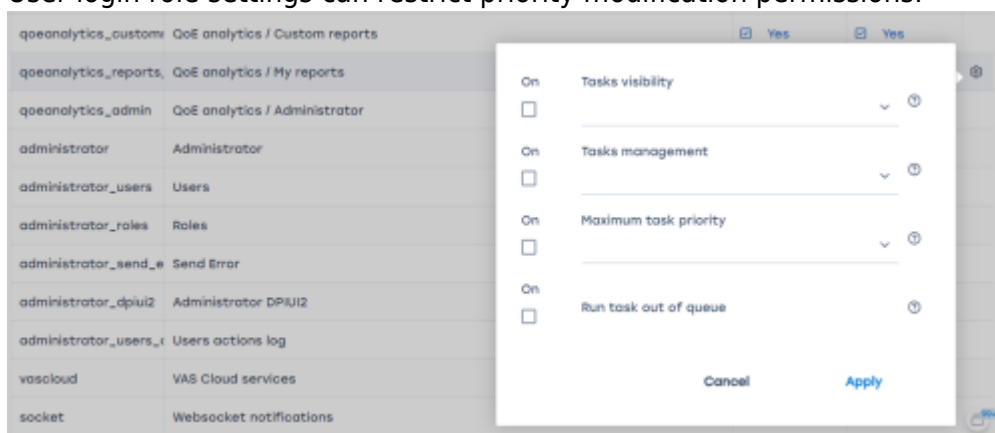 User login role settings can restrict priority modification permissions.
qoeanalytics_custom QoE analytics / Custom reports Yes Yes
qoeanalytics_reports, QoE analytics / My reports
qoeanalytics_admin QoE analytics / Administrator
administrator Administrator
administrator_users Users
administrator_roles Roles
administrator_send_e Send Error
administrator_dpiui2 Administrator DPIUI2
administrator_users_ Users actions log
vascloud VAS Cloud services
socket Websocket notifications
On Tasks visibility
On Tasks management
On Maximum task priority
On
Run task out of queue
Cancel Apply